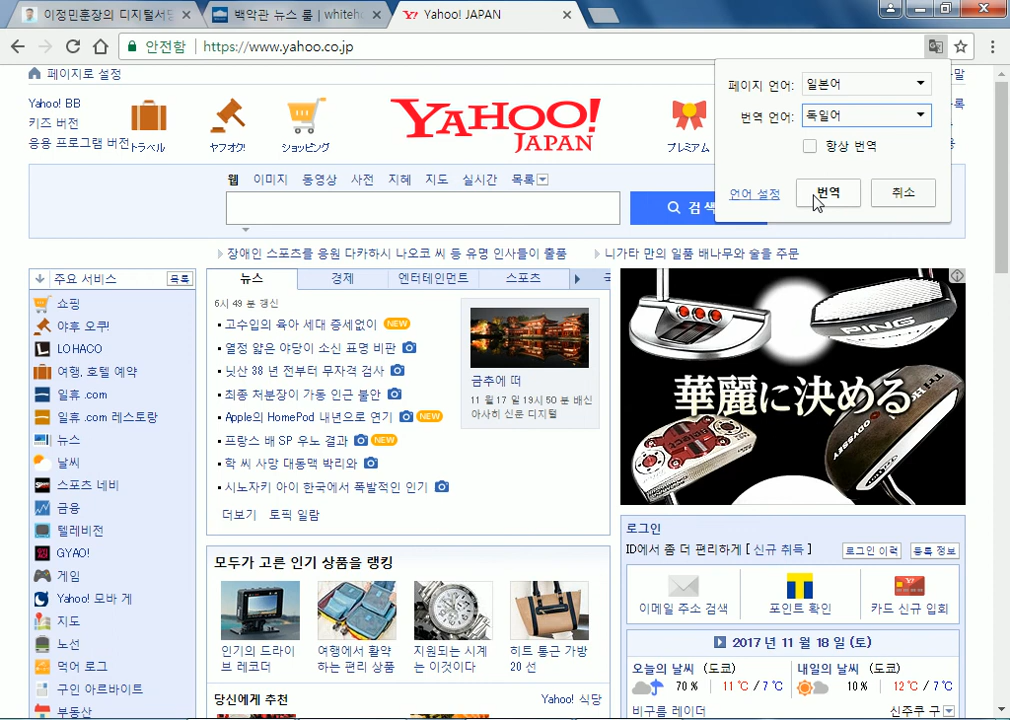 이정민훈장의 디지털서당
백악관 뉴스 룸 | whiteho
Yahoo! JAPAN
안전함 | https://www.yahoo.co.jp
페이지로 설정
페이지 언어: 일본어
번역 언어: 독일어
항상 번역
언어 설정 번역 취소
Yahoo! BB
키즈 버전
응용 프로그램 버전
トラベル
ヤフオク!
ショッピング
YAHOO!
JAPAN
プレミアム
웹 이미지 동영상 사전 지혜 지도 실시간 목록
검색
장애인 스포츠를 응원 다카하시 나오코 씨 등 유명 인사들이 출품
니가타 만의 일품 배나무와 술을 주문
주요 서비스 목록
쇼핑
야후 오쿠!
LOHACO
여행, 호텔 예약
일휴 .com
일휴 .com 레스토랑
뉴스
날씨
스포츠 네비
금융
텔레비전
GYAO!
게임
Yahoo! 모바 게
지도
노선
먹어 로그
구인 아르바이트
부동산
뉴스 경제 엔터테인먼트 스포츠
6시 49 분 갱신
고수입의 육아 세대 증세없이 NEW
열정 얇은 야당이 소신 표명 비판
닛산 38 년 전부터 무자격 검사
최종 처분장이 가동 인근 불안
Apple의 HomePod 내년으로 연기 NEW
프랑스 배 SP 우노 결과 NEW
학 씨 사망 대동맥 박리와
시노자키 아이 한국에서 폭발적인 인기
더보기 토픽 일람
금추에 떠
11 월 17 일 19시 50 분 배신
아사히 신문 디지털
모두가 고른 인기 상품을 랭킹
인기의 드라이
브 레코더
여행에서 활약
하는 편리 상품
지원되는 시계
는 이것이다
히트 통근 가방
20 선
당신에게 추천
Yahoo! 식당
PING
華麗に決める
ODYSSEY
로그인
ID에서 좀 더 편리하게 [ 신규 취득 ] 로그인 이력 등록 정보
이메일 주소 검색
포인트 확인
카드 신규 입회
2017 년 11 월 18 일 (토)
오늘의 날씨 (도쿄)
70 % 11 ℃ / 7 ℃
내일의 날씨 (도쿄)
10 % 12 ℃ / 7 ℃
비구름 레이더
신주쿠 구